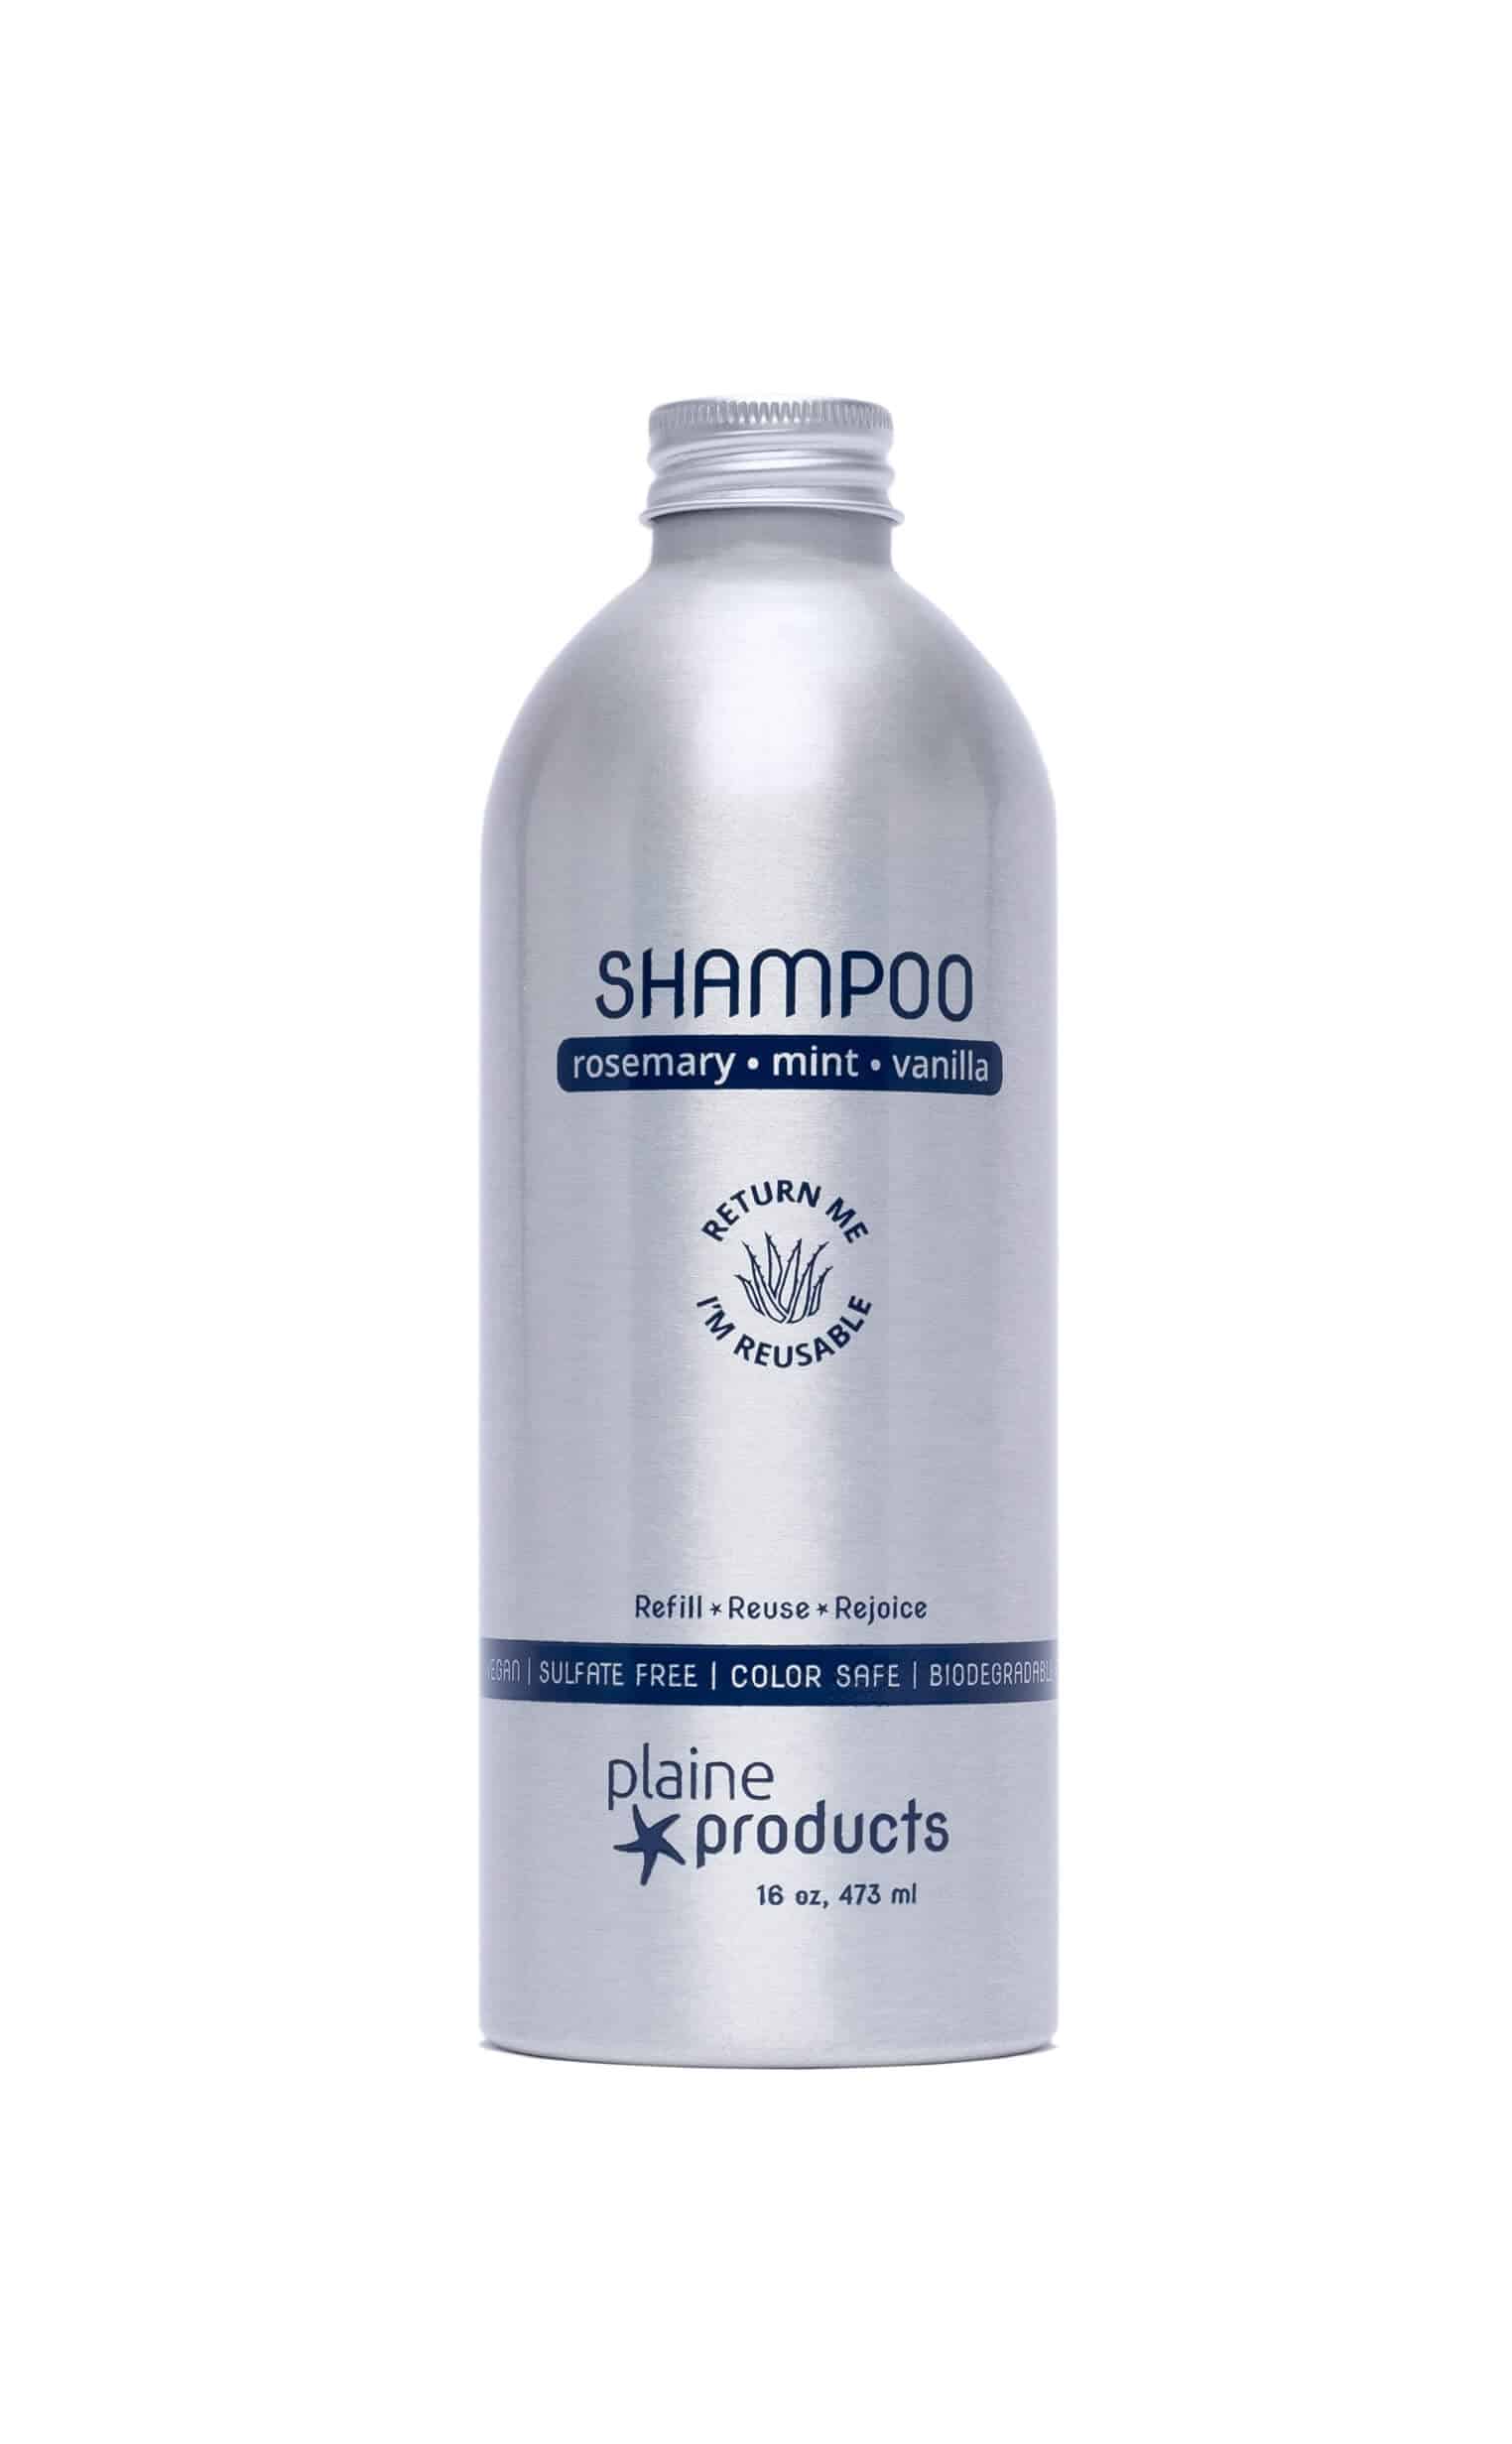 SHAMPOO
rosemary • mint • vanilla
RETURN ME
I'M REUSABLE
Refill * Reuse * Rejoice
| SULFATE FREE | COLOR SAFE |
plaine
products
16 oz, 473 ml